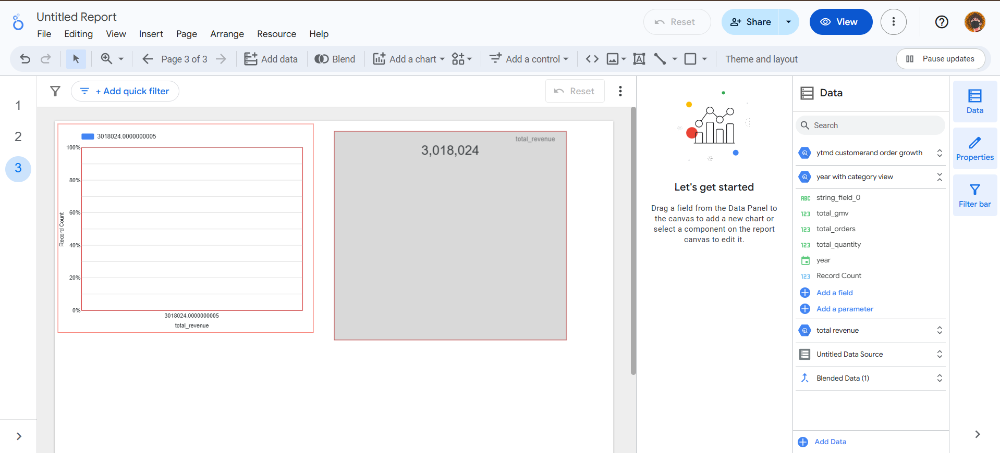 Untitled Report
File Editing View Insert Page Arrange Resource Help
Reset
Share
View
Page 3 of 3
Add data
Blend
Add a chart
Add a control
Theme and layout
Pause updates
1
2
3
+ Add quick filter
Reset
3018024.0000000005
100%
80%
60%
40%
20%
0%
Record Count
3018024.0000000005
total_revenue
total_revenue
3,018,024
Let's get started
Drag a field from the Data Panel to
the canvas to add a new chart or
select a component on the report
canvas to edit it.
Data
Search
ytmd customerand order growth
year with category view
ABC string_field_0
123 total_gmv
123 total_orders
123 total_quantity
year
123 Record Count
Add a field
Add a parameter
total revenue
Untitled Data Source
Blended Data (1)
Add Data
Data
Properties
Filter bar